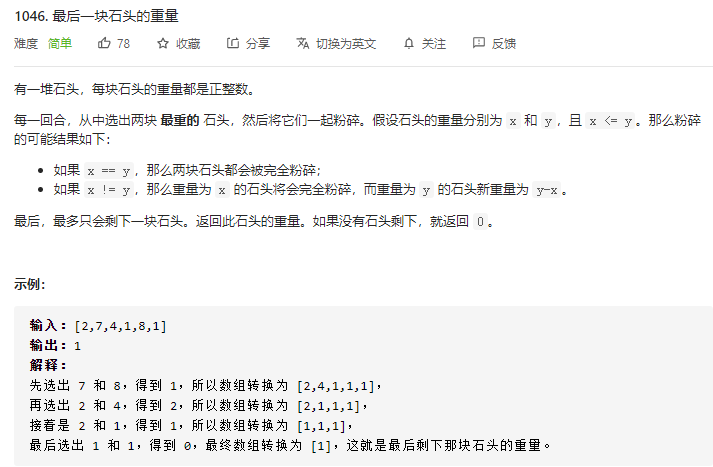 1046. 最后一块石头的重量
难度 简单 78 收藏 分享 切换为英文 关注 反馈
有一堆石头，每块石头的重量都是正整数。
每一回合，从中选出两块 最重的 石头，然后将它们一起粉碎。假设石头的重量分别为 x 和 y，且 x <= y。那么粉碎
的可能结果如下：
如果 x == y，那么两块石头都会被完全粉碎；
如果 x != y，那么重量为 x 的石头将会完全粉碎，而重量为 y 的石头新重量为 y-x。
最后，最多只会剩下一块石头。返回此石头的重量。如果没有石头剩下，就返回 0。
示例：
输入：[2,7,4,1,8,1]
输出：1
解释：
先选出 7 和 8，得到 1，所以数组转换为 [2,4,1,1,1]，
再选出 2 和 4，得到 2，所以数组转换为 [2,1,1,1]，
接着是 2 和 1，得到 1，所以数组转换为 [1,1,1]，
最后选出 1 和 1，得到 0，最终数组转换为 [1]，这就是最后剩下那块石头的重量。